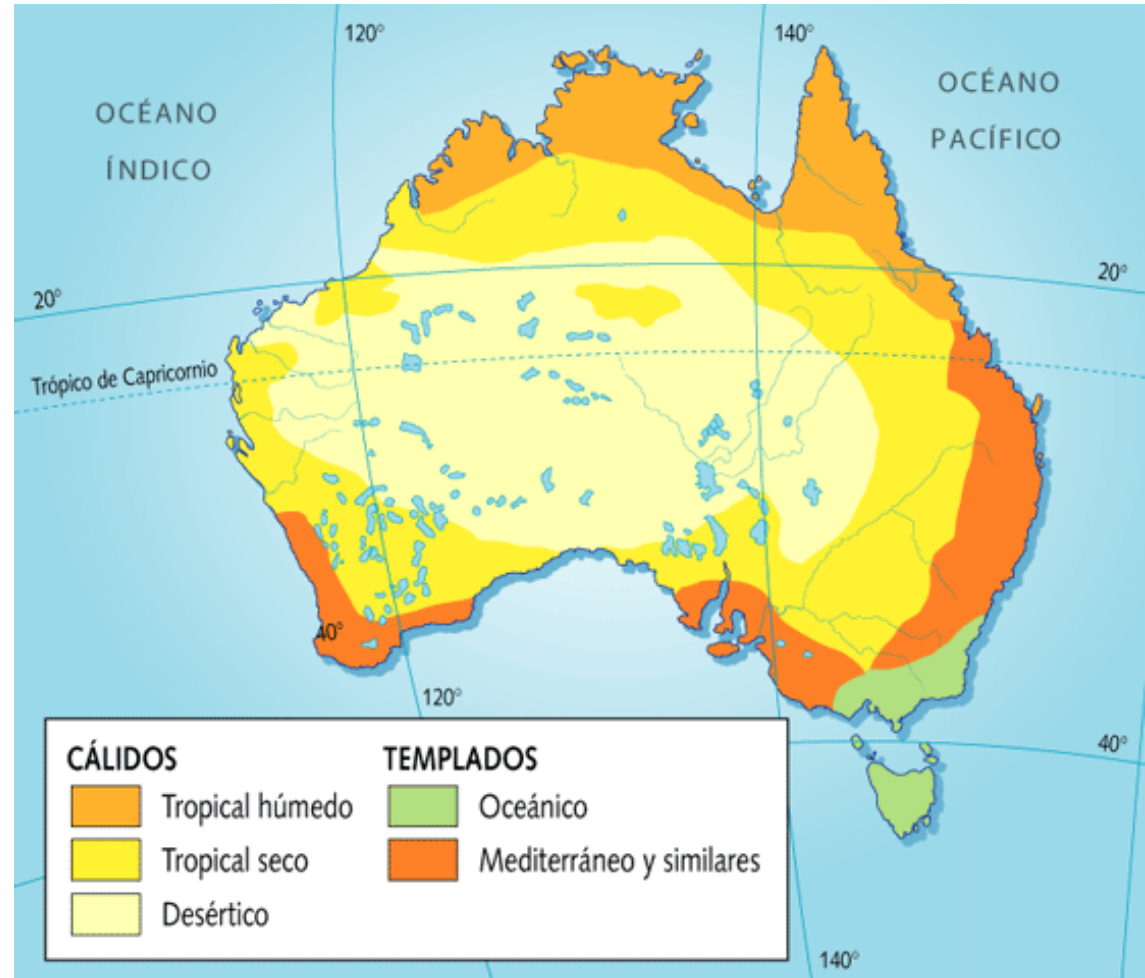 120°
140°
OCÉANO
ÍNDICO
OCÉANO
PACÍFICO
20°
20°
Trópico de Capricornio
40°
120°
40°
CÁLIDOS
Tropical húmedo
Tropical seco
Desértico
TEMPLADOS
Oceánico
Mediterráneo y similares
140°